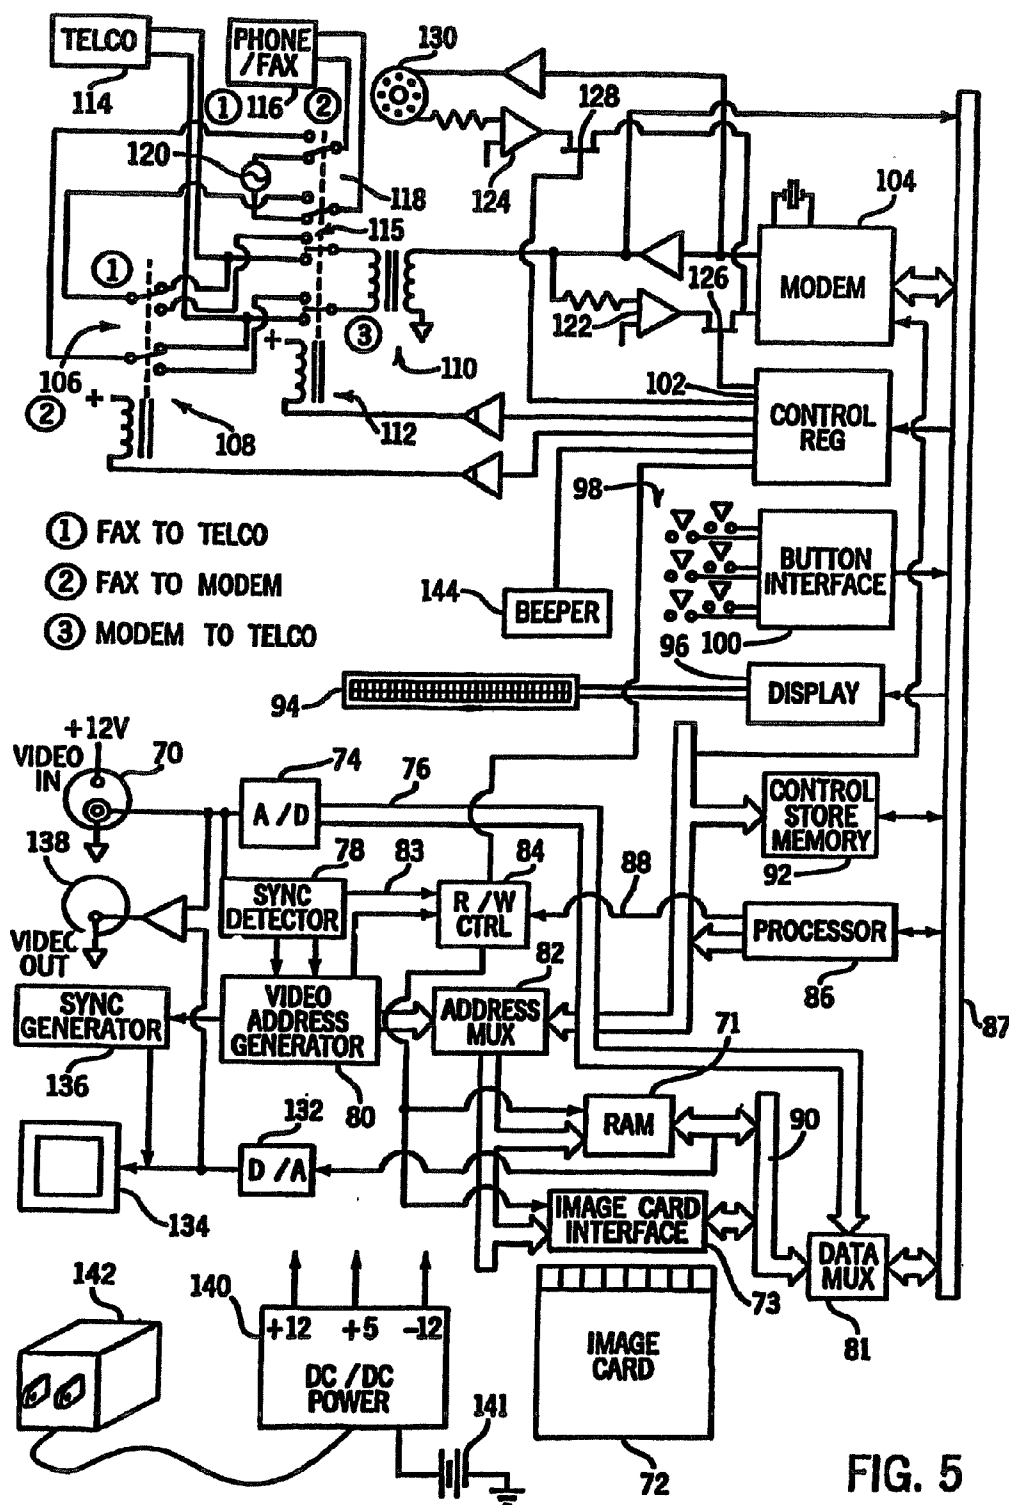 TELCO
114
PHONE
/FAX
116
1
2
130
128
120
118
115
124
104
MODEM
126
122
1
3
110
106
2
+
108
+
112
102
CONTROL
REG
98
BUTTON
INTERFACE
100
1 FAX TO TELCO
2 FAX TO MODEM
3 MODEM TO TELCO
144
BEEPER
96
DISPLAY
94
+12V
VIDEO
IN
70
74
A/D
76
CONTROL
STORE
MEMORY
92
138
78
SYNC
DETECTOR
83
84
R/W
CTRL
88
PROCESSOR
86
VIDEO
OUT
82
SYNC
GENERATOR
136
VIDEO
ADDRESS
GENERATOR
80
ADDRESS
MUX
71
87
RAM
90
132
D/A
134
IMAGE CARD
INTERFACE
73
DATA
MUX
81
142
140
+12 +5 -12
DC/DC
POWER
141
IMAGE
CARD
72
FIG. 5